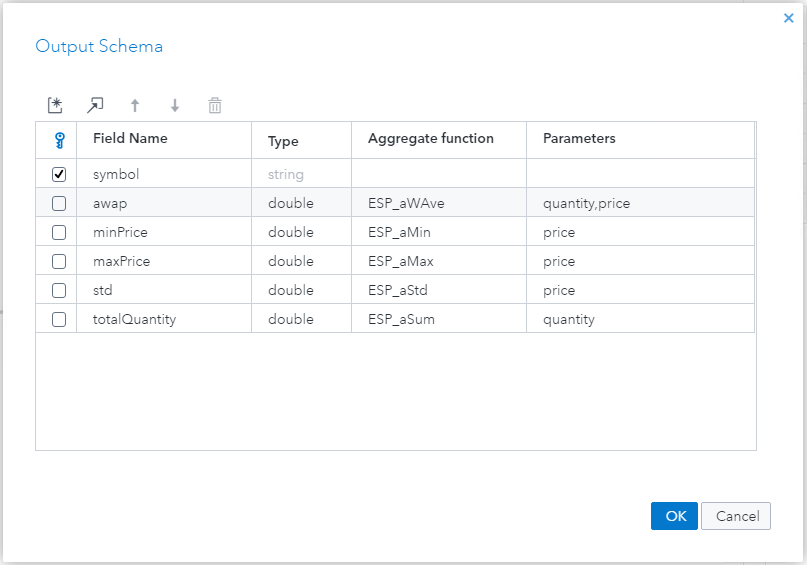 Output Schema
Field Name Type Aggregate function Parameters
symbol string
awap double ESP_aWAve quantity,price
minPrice double ESP_aMin price
maxPrice double ESP_aMax price
std double ESP_aStd price
totalQuantity double ESP_aSum quantity
OK Cancel